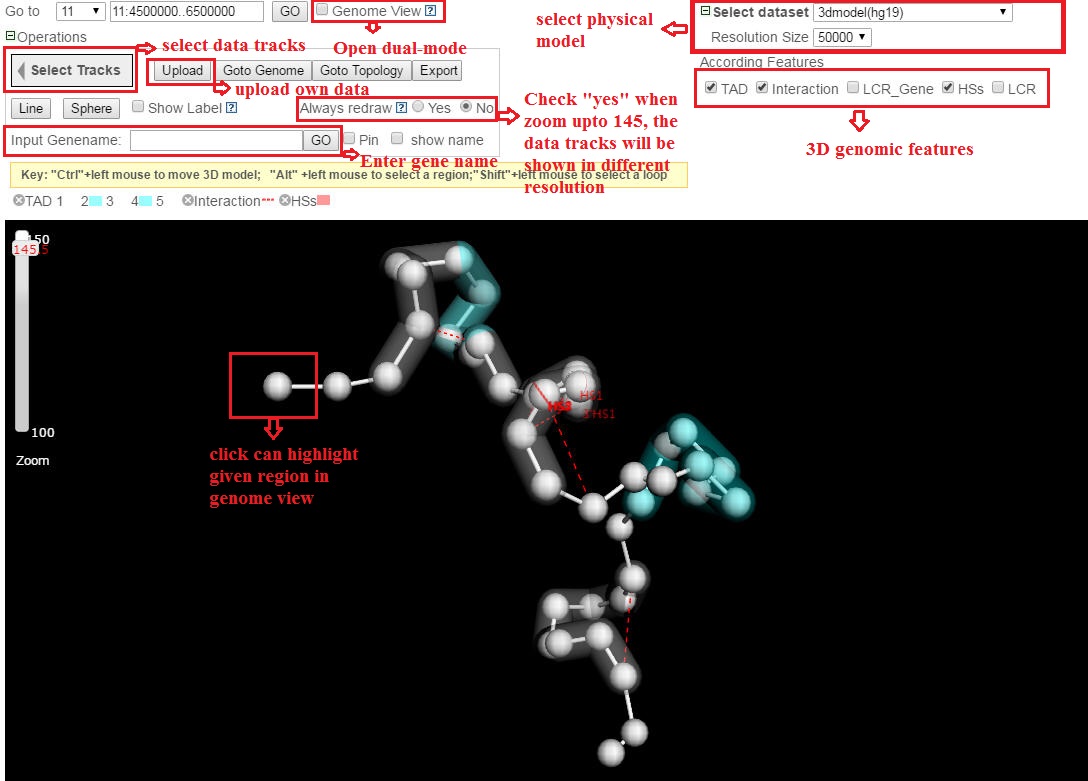 Go to 11 11:4500000..6500000 GO Genome View ?
Operations
select data tracks
Open dual-mode
select physical
model
Select dataset 3dmodel(hg19)
Resolution Size 50000
According Features
Select Tracks Upload Goto Genome Goto Topology Export
TAD Interaction LCR_Gene HSs LCR
upload own data
Line Sphere Show Label ? Always redraw ? Yes No
Check "yes" when
zoom upto 145, the
data tracks will be
shown in different
resolution
3D genomic features
Input Genename: GO Pin show name
Enter gene name
Key: "Ctrl"+left mouse to move 3D model; "Alt" +left mouse to select a region;"Shift"+left mouse to select a loop
TAD 1 2 3 4 5 Interaction HSs
150
145.5
100
Zoom
HS1
HS3
3'HS1
click can highlight
given region in
genome view